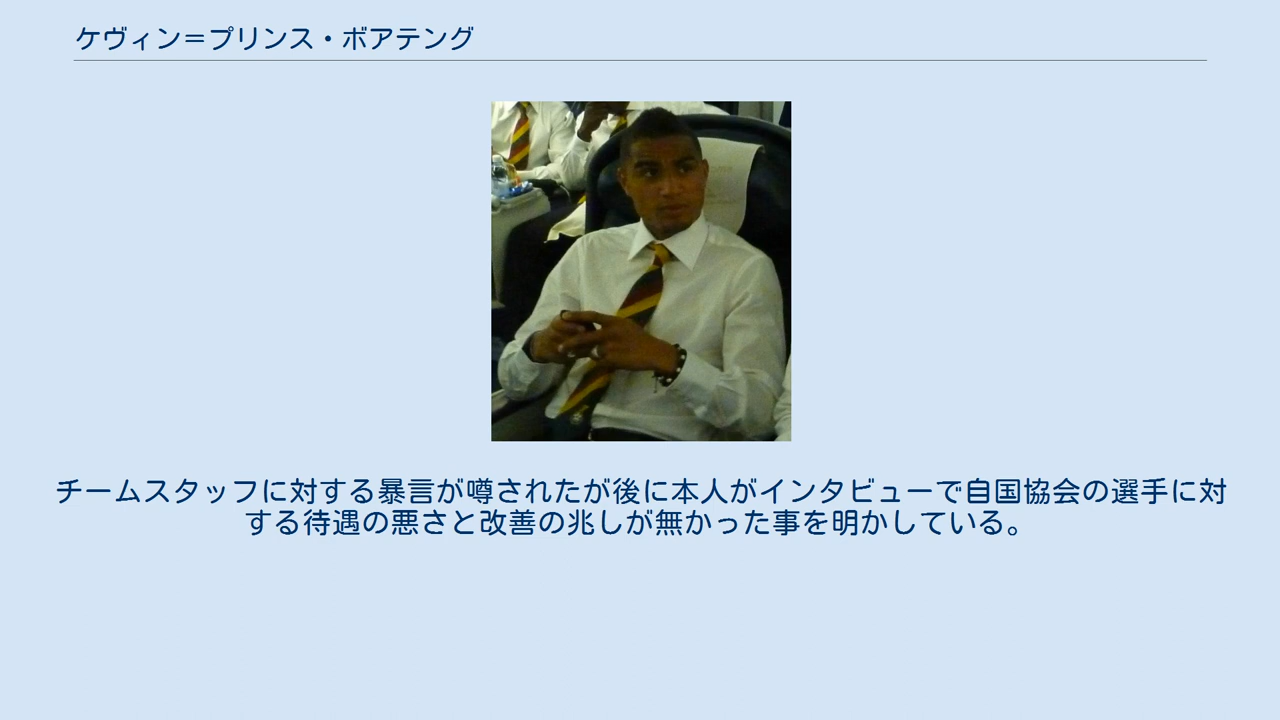 ケヴィン＝プリンス・ボアテング
チームスタッフに対する暴言が噂されたが後に本人がインタビューで自国協会の選手に対
する待遇の悪さと改善の兆しが無かった事を明かしている。